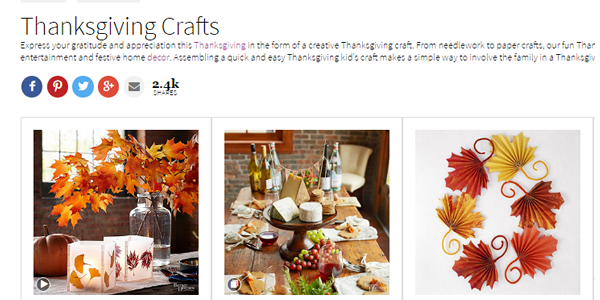 Thanksgiving Crafts
Express your gratitude and appreciation this Thanksgiving in the form of a creative Thanksgiving craft. From needlework to paper crafts, our fun
entertainment and festive home decor. Assembling a quick and easy Thanksgiving kid's craft makes a simple way to involve the family in a
2.4k
SHARES